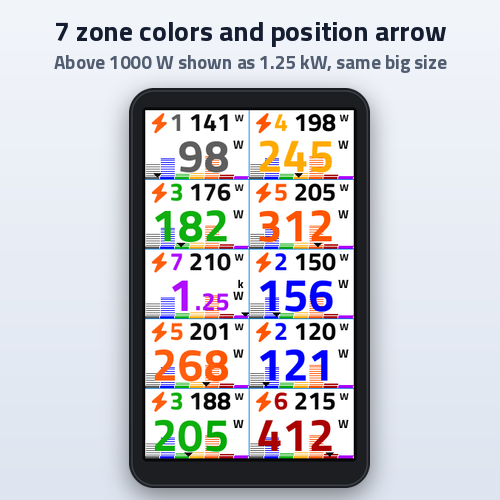 7 zone colors and position arrow
Above 1000 W shown as 1.25 kW, same big size
1 141 W 4 198 W
98 W 245 W
3 176 W 5 205 W
182 W 312 W
7 210 W 2 150 W
1.25 kW 156 W
5 201 W 2 120 W
268 W 121 W
3 188 W 6 215 W
205 W 412 W